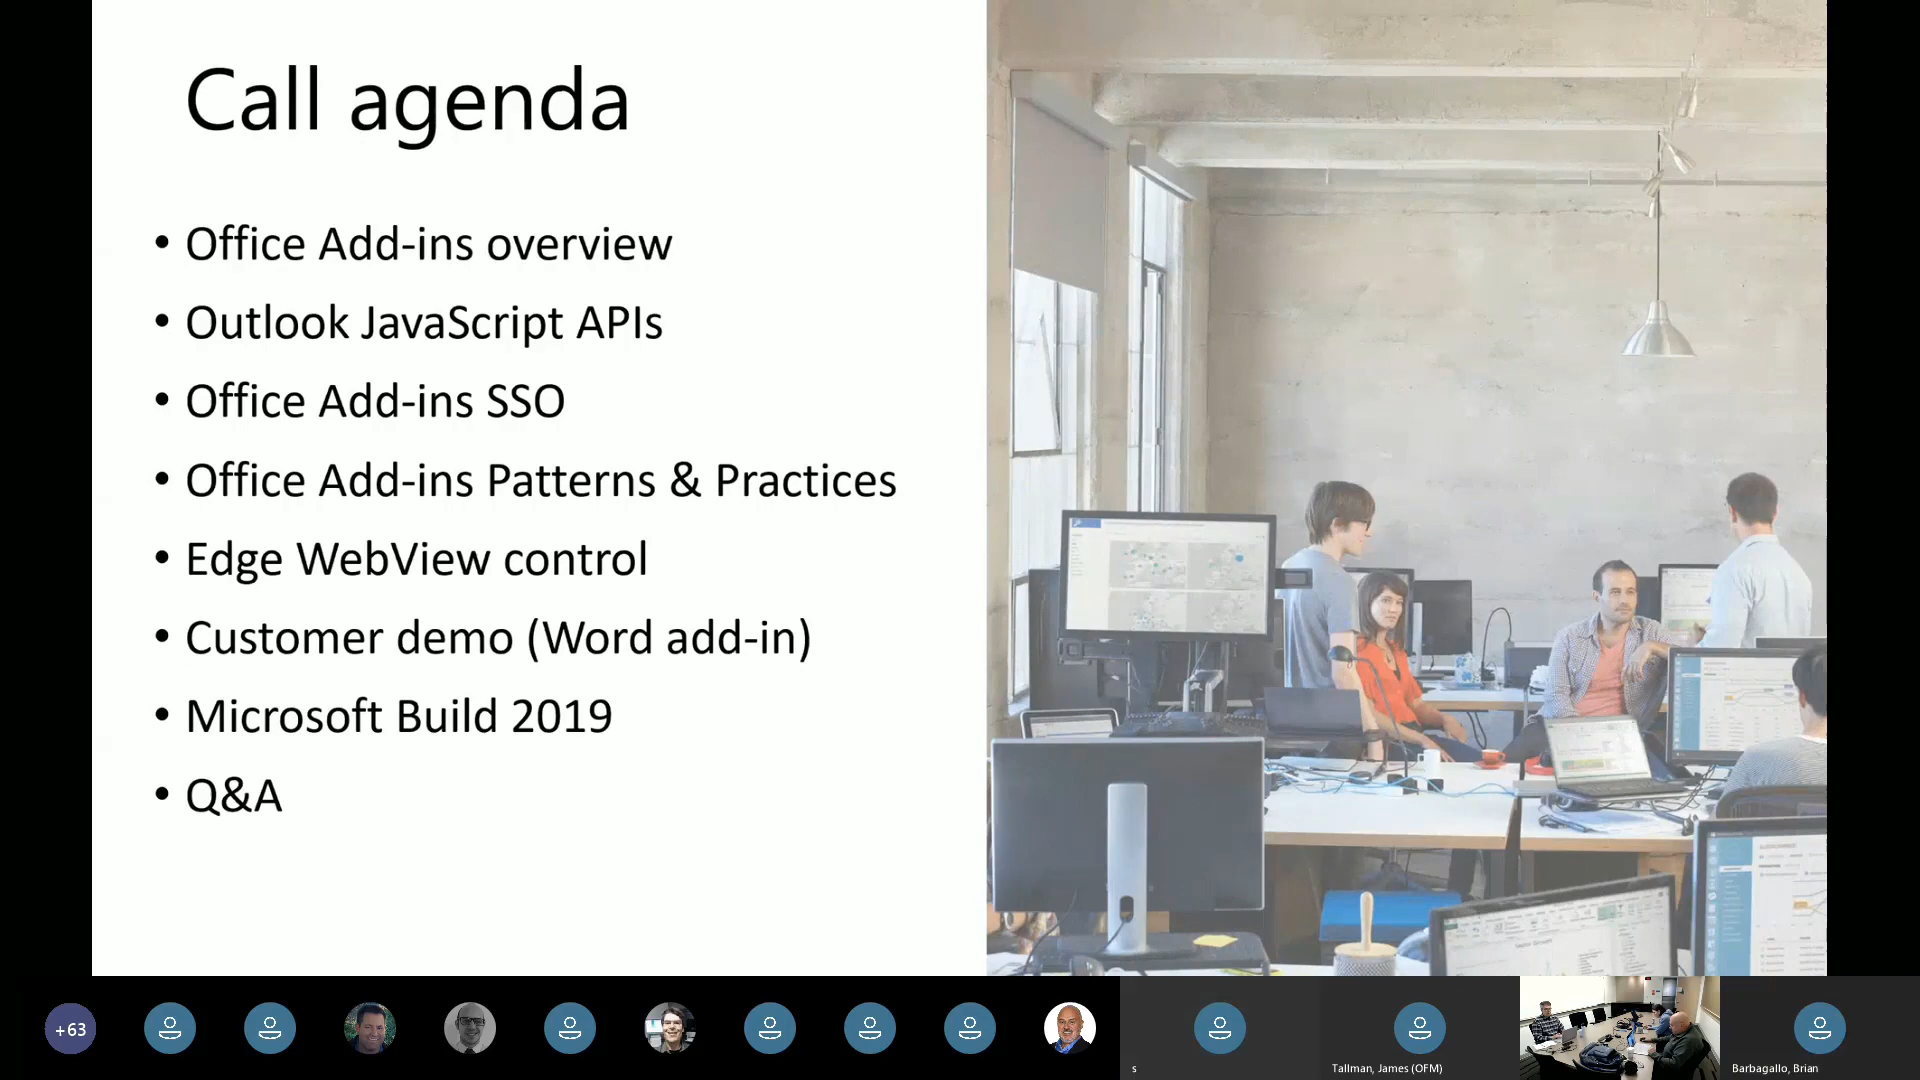 Call agenda
• Office Add-ins overview
• Outlook JavaScript APIs
• Office Add-ins SSO
• Office Add-ins Patterns & Practices
• Edge WebView control
• Customer demo (Word add-in)
• Microsoft Build 2019
• Q&A
+63
s
Tallman, James (OFM)
Barbagallo, Brian